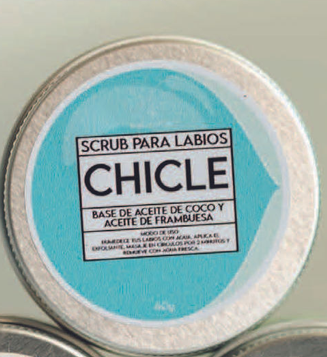 SCRUB PARA LABIOS
CHICLE
BASE DE ACEITE DE COCO Y
ACEITE DE FRAMBUESA
MODO DE USO
HUMEDECE TUS LABIOS CON AGUA, APLICA EL
EXFOLIANTE, MASAJE EN CÍRCULOS POR 2 MINUTOS Y
REMUEVE CON AGUA FRESCA.
40g